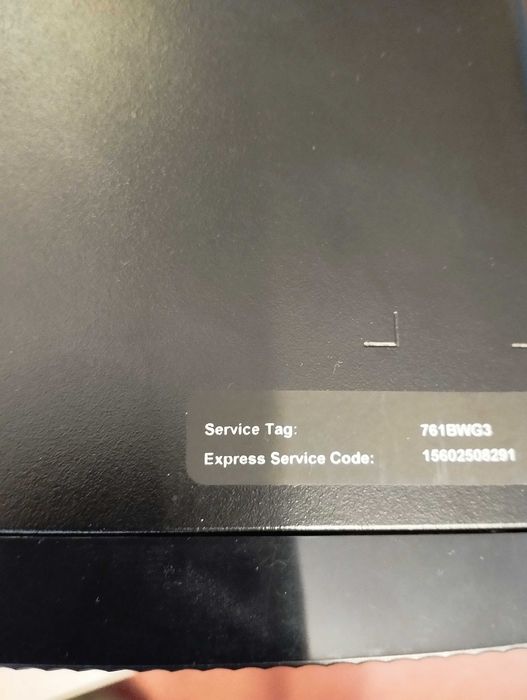 Service Tag: 761BWG3
Express Service Code: 15602508291